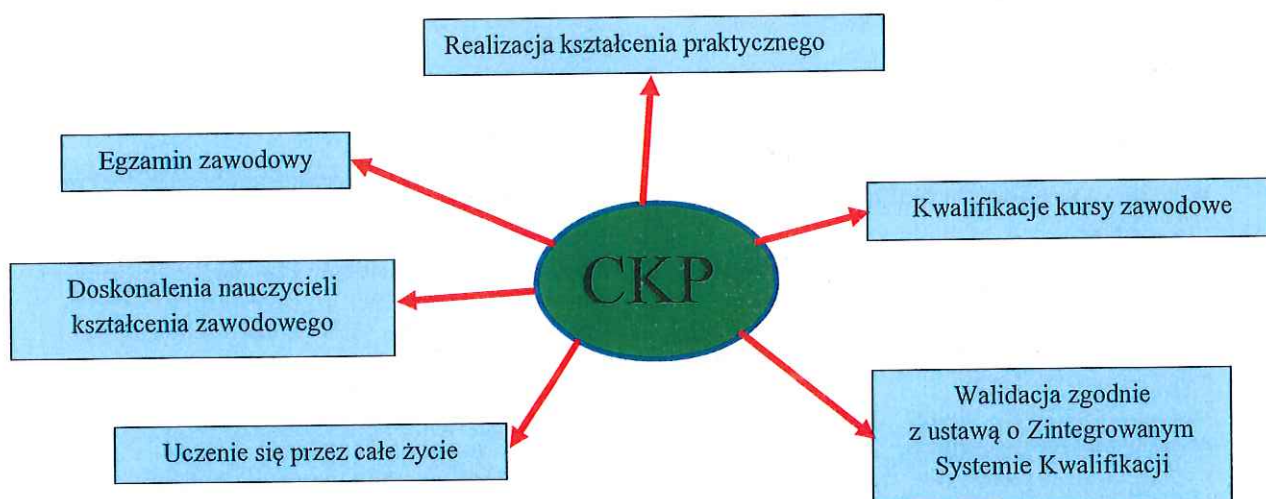 Realizacja kształcenia praktycznego
Egzamin zawodowy
Kwalifikacje kursy zawodowe
CKP
Doskonalenia nauczycieli
kształcenia zawodowego
Uczenie się przez całe życie
Walidacja zgodnie
z ustawą o Zintegrowanym
Systemie Kwalifikacji